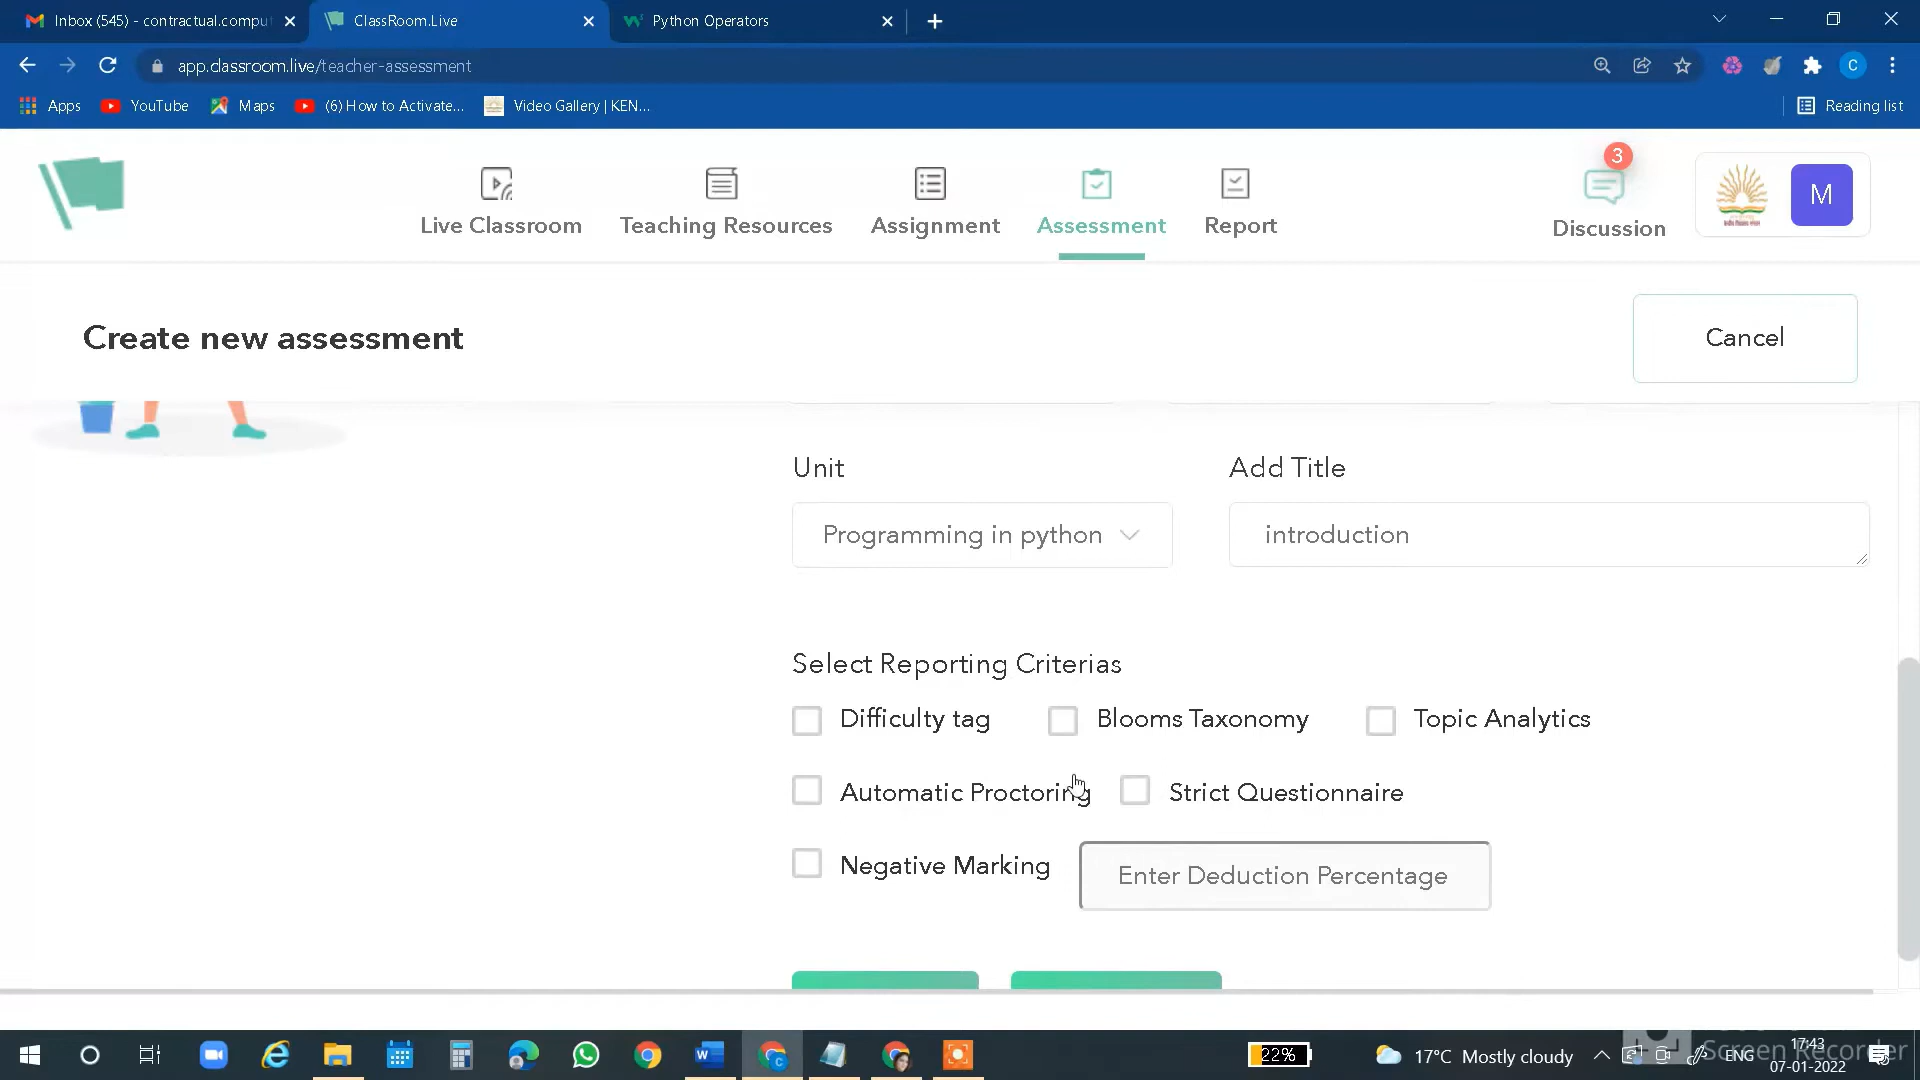 Inbox (545) - contractual.compu
ClassRoom.Live
Python Operators
app.classroom.live/teacher-assessment
C
Apps
YouTube
Maps
(6) How to Activate...
Video Gallery | KEN...
Reading list
Live Classroom
Teaching Resources
Assignment
Assessment
Report
3
Discussion
M
Create new assessment
Cancel
Unit
Add Title
Programming in python
introduction
Select Reporting Criterias
Difficulty tag
Blooms Taxonomy
Topic Analytics
Automatic Proctoring
Strict Questionnaire
Negative Marking
Enter Deduction Percentage
22%
17°C Mostly cloudy
ENG
17:43
07-01-2022
Screen Recorder